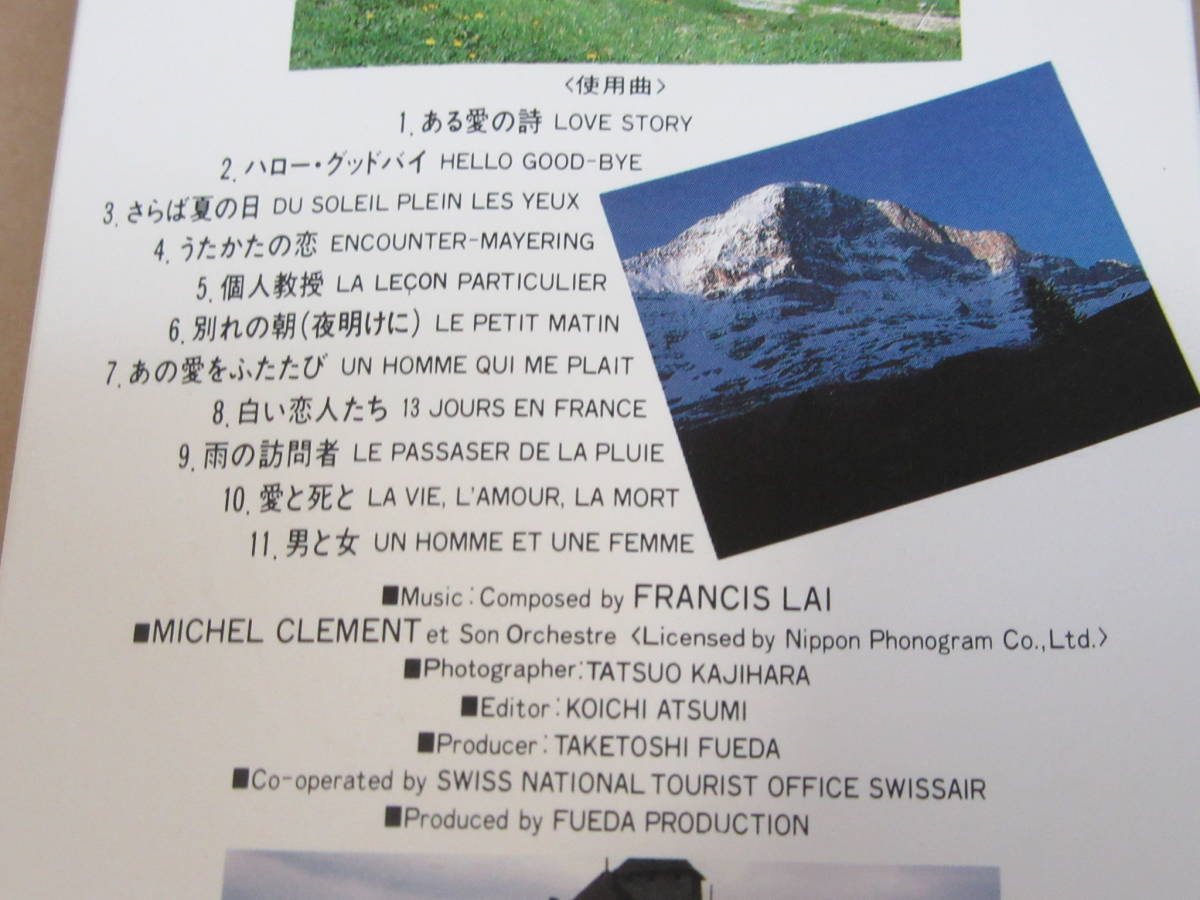 〈使用曲〉
1. ある愛の詩 LOVE STORY
2. ハロー・グッドバイ HELLO GOOD-BYE
3. さらば夏の日 DU SOLEIL PLEIN LES YEUX
4. うたかたの恋 ENCOUNTER-MAYERING
5. 個人教授 LA LEÇON PARTICULIER
6. 別れの朝(夜明けに) LE PETIT MATIN
7. あの愛をふたたび UN HOMME QUI ME PLAIT
8. 白い恋人たち 13 JOURS EN FRANCE
9. 雨の訪問者 LE PASSASER DE LA PLUIE
10. 愛と死と LA VIE, L'AMOUR, LA MORT
11. 男と女 UN HOMME ET UNE FEMME
■Music:Composed by FRANCIS LAI
■MICHEL CLEMENT et Son Orchestre 〈Licensed by Nippon Phonogram Co.,Ltd.〉
■Photographer:TATSUO KAJIHARA
■Editor:KOICHI ATSUMI
■Producer:TAKETOSHI FUEDA
■Co-operated by SWISS NATIONAL TOURIST OFFICE SWISSAIR
■Produced by FUEDA PRODUCTION